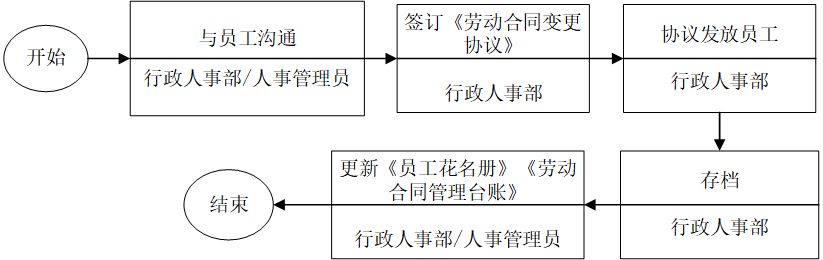 开始
与员工沟通
行政人事部/人事管理员
签订《劳动合同变更
协议》
行政人事部
协议发放员工
行政人事部
存档
行政人事部
更新《员工花名册》《劳动
合同管理台账》
行政人事部/人事管理员
结束